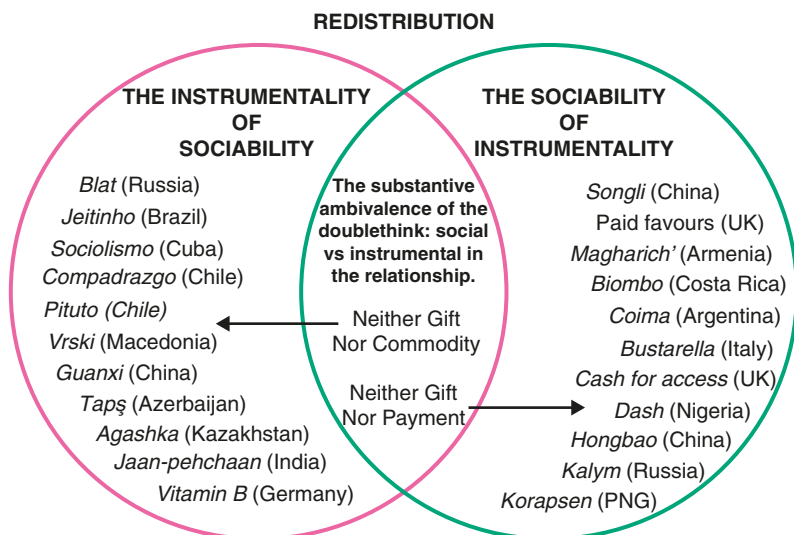 REDISTRIBUTION
THE INSTRUMENTALITY
OF
SOCIABILITY
Blat (Russia)
Jeitinho (Brazil)
Sociolismo (Cuba)
Compadrazgo (Chile)
Pituto (Chile)
Vrski (Macedonia)
Guanxi (China)
Tapş (Azerbaijan)
Agashka (Kazakhstan)
Jaan-pehchaan (India)
Vitamin B (Germany)
The substantive
ambivalence of the
doublethink: social
vs instrumental in
the relationship.
Neither Gift
Nor Commodity
Neither Gift
Nor Payment
THE SOCIABILITY
OF
INSTRUMENTALITY
Songli (China)
Paid favours (UK)
Magharich’ (Armenia)
Biombo (Costa Rica)
Coima (Argentina)
Bustarella (Italy)
Cash for access (UK)
Dash (Nigeria)
Hongbao (China)
Kalym (Russia)
Korapsen (PNG)